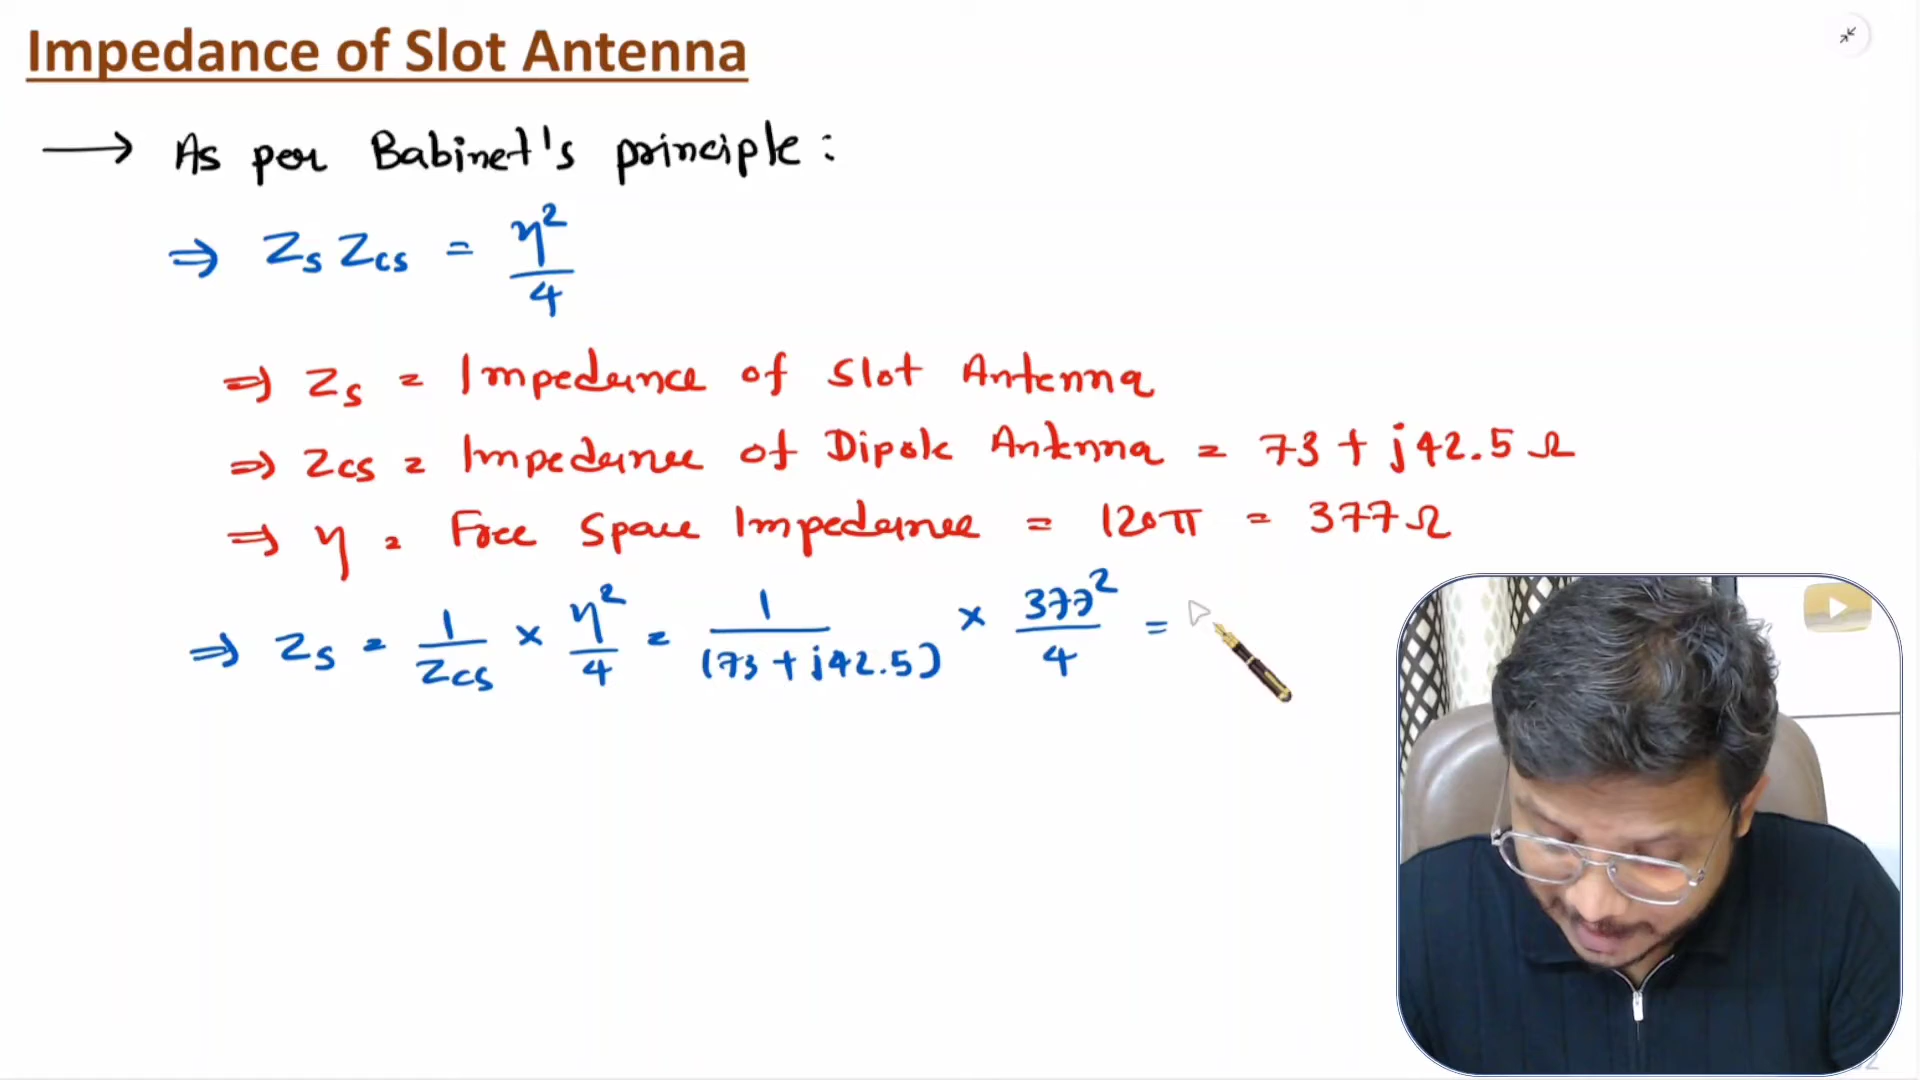 Impedance of Slot Antenna
→ As per Babinet's principle :
⇒ Zs Zcs = η²/4
⇒ Zs = Impedance of Slot Antenna
⇒ Zcs = Impedance of Dipole Antenna = 73 + j42.5 Ω
⇒ η = Free Space Impedance = 120π = 377 Ω
⇒ Zs = 1/Zcs × η²/4 = 1/(73 + j42.5) × 377²/4 =